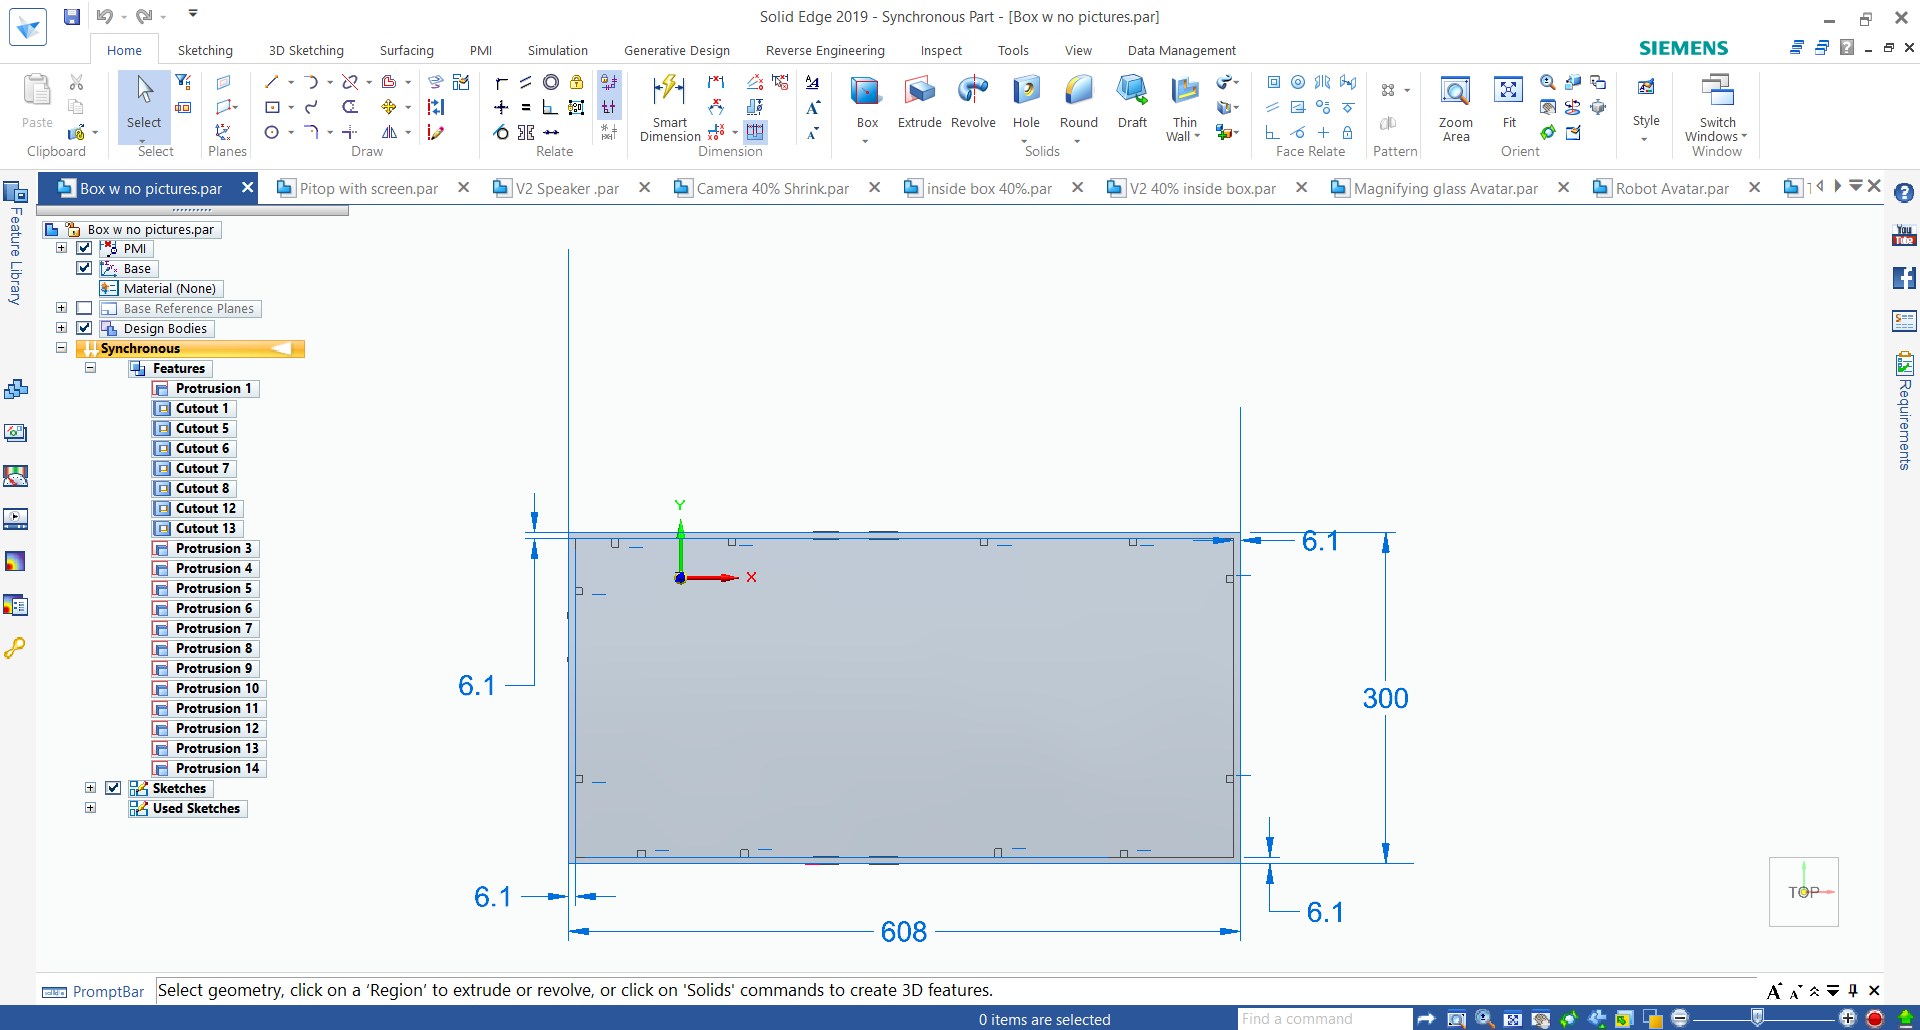 Solid Edge 2019 - Synchronous Part - [Box w no pictures.par]
Home Sketching 3D Sketching Surfacing PMI Simulation Generative Design Reverse Engineering Inspect Tools View Data Management
SIEMENS
Paste
Clipboard
Select
Select
Planes
Draw
Relate
Smart Dimension
Dimension
Box
Extrude
Revolve
Hole
Round
Draft
Thin Wall
Solids
Face Relate
Pattern
Zoom Area
Fit
Orient
Style
Switch Windows
Window
Box w no pictures.par
Pitop with screen.par
V2 Speaker .par
Camera 40% Shrink.par
inside box 40%.par
V2 40% inside box.par
Magnifying glass Avatar.par
Robot Avatar.par
Feature Library
Box w no pictures.par
PMI
Base
Material (None)
Base Reference Planes
Design Bodies
Synchronous
Features
Protrusion 1
Cutout 1
Cutout 5
Cutout 6
Cutout 7
Cutout 8
Cutout 12
Cutout 13
Protrusion 3
Protrusion 4
Protrusion 5
Protrusion 6
Protrusion 7
Protrusion 8
Protrusion 9
Protrusion 10
Protrusion 11
Protrusion 12
Protrusion 13
Protrusion 14
Sketches
Used Sketches
Y
X
6.1
6.1
300
6.1
6.1
608
TOP
You Tube
Requirements
PromptBar
Select geometry, click on a ‘Region’ to extrude or revolve, or click on 'Solids' commands to create 3D features.
0 items are selected
Find a command